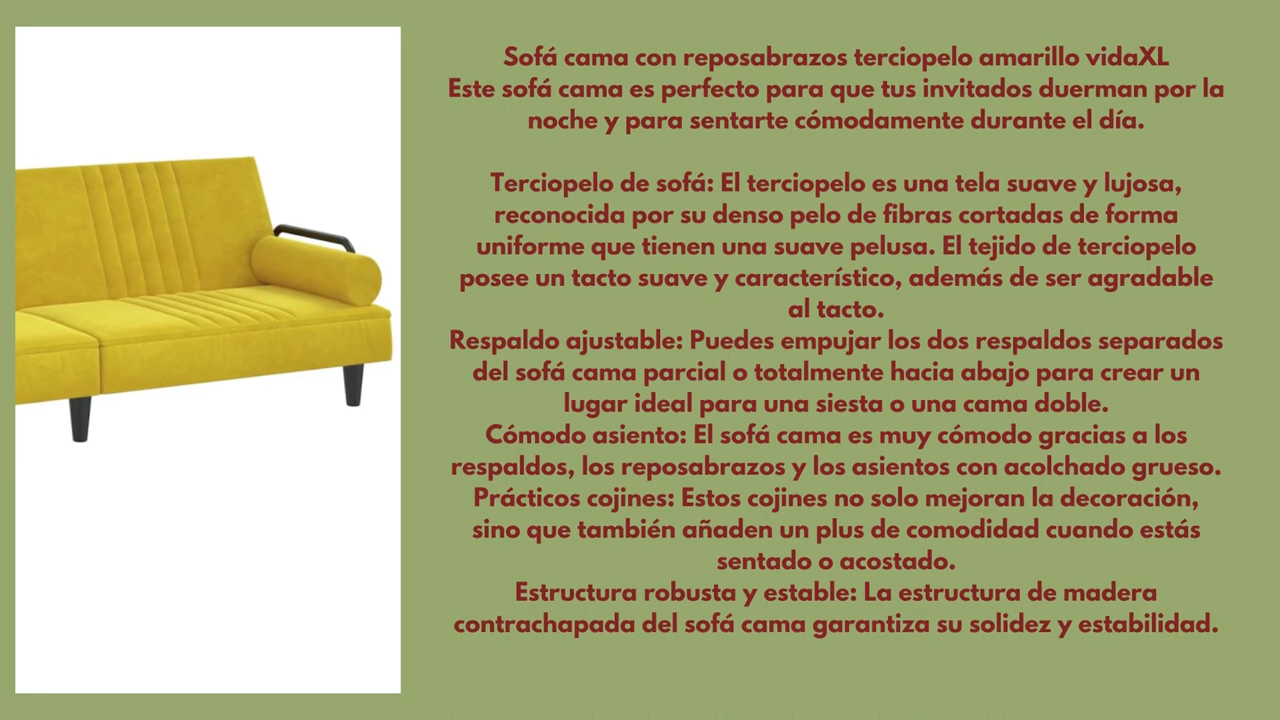 Sofá cama con reposabrazos terciopelo amarillo vidaXL
Este sofá cama es perfecto para que tus invitados duerman por la
noche y para sentarte cómodamente durante el día.
Terciopelo de sofá: El terciopelo es una tela suave y lujosa,
reconocida por su denso pelo de fibras cortadas de forma
uniforme que tienen una suave pelusa. El tejido de terciopelo
posee un tacto suave y característico, además de ser agradable
al tacto.
Respaldo ajustable: Puedes empujar los dos respaldos separados
del sofá cama parcial o totalmente hacia abajo para crear un
lugar ideal para una siesta o una cama doble.
Cómodo asiento: El sofá cama es muy cómodo gracias a los
respaldos, los reposabrazos y los asientos con acolchado grueso.
Prácticos cojines: Estos cojines no solo mejoran la decoración,
sino que también añaden un plus de comodidad cuando estás
sentado o acostado.
Estructura robusta y estable: La estructura de madera
contrachapada del sofá cama garantiza su solidez y estabilidad.